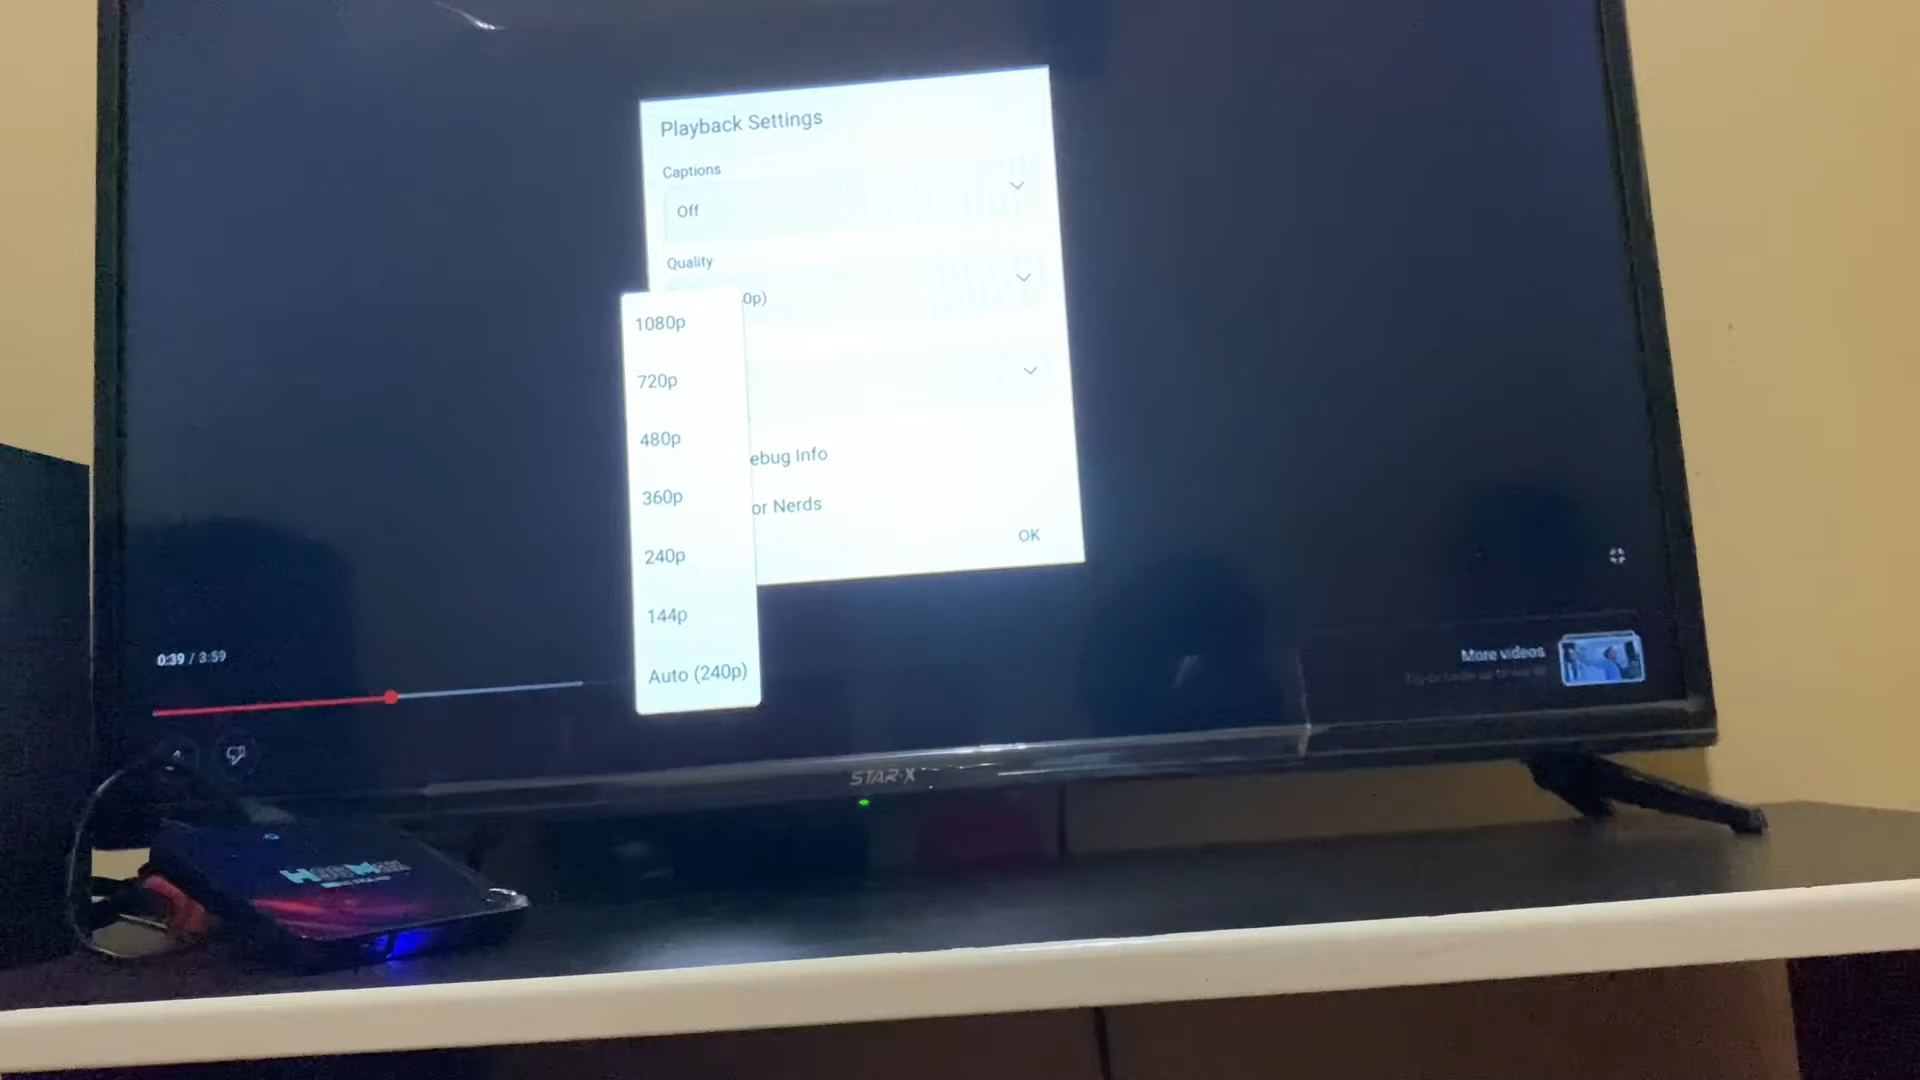 Playback Settings
Captions
Off
Quality
0p)
1080p
720p
480p
360p
240p
144p
Auto (240p)
ebug Info
or Nerds
OK
0:39 / 3:59
More videos
STAR-X